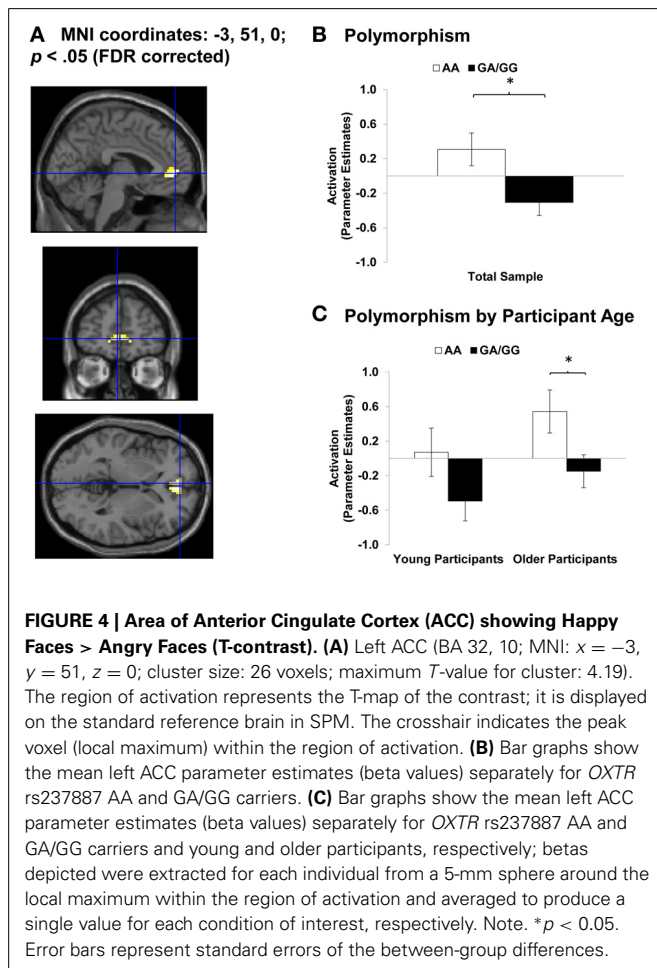 A MNI coordinates: -3, 51, 0;
p < .05 (FDR corrected)
B Polymorphism
□AA ■GA/GG
*
Activation
(Parameter Estimates)
1.0
0.6
0.2
-0.2
-0.6
-1.0
Total Sample
C Polymorphism by Participant Age
□AA ■GA/GG
*
Activation
(Parameter Estimates)
1.0
0.6
0.2
-0.2
-0.6
-1.0
Young Participants Older Participants
FIGURE 4 | Area of Anterior Cingulate Cortex (ACC) showing Happy
Faces > Angry Faces (T-contrast). (A) Left ACC (BA 32, 10; MNI: x = −3,
y = 51, z = 0; cluster size: 26 voxels; maximum T-value for cluster: 4.19).
The region of activation represents the T-map of the contrast; it is displayed
on the standard reference brain in SPM. The crosshair indicates the peak
voxel (local maximum) within the region of activation. (B) Bar graphs show
the mean left ACC parameter estimates (beta values) separately for OXTR
rs237887 AA and GA/GG carriers. (C) Bar graphs show the mean left ACC
parameter estimates (beta values) separately for OXTR rs237887 AA and
GA/GG carriers and young and older participants, respectively; betas
depicted were extracted for each individual from a 5-mm sphere around the
local maximum within the region of activation and averaged to produce a
single value for each condition of interest, respectively. Note. *p < 0.05.
Error bars represent standard errors of the between-group differences.